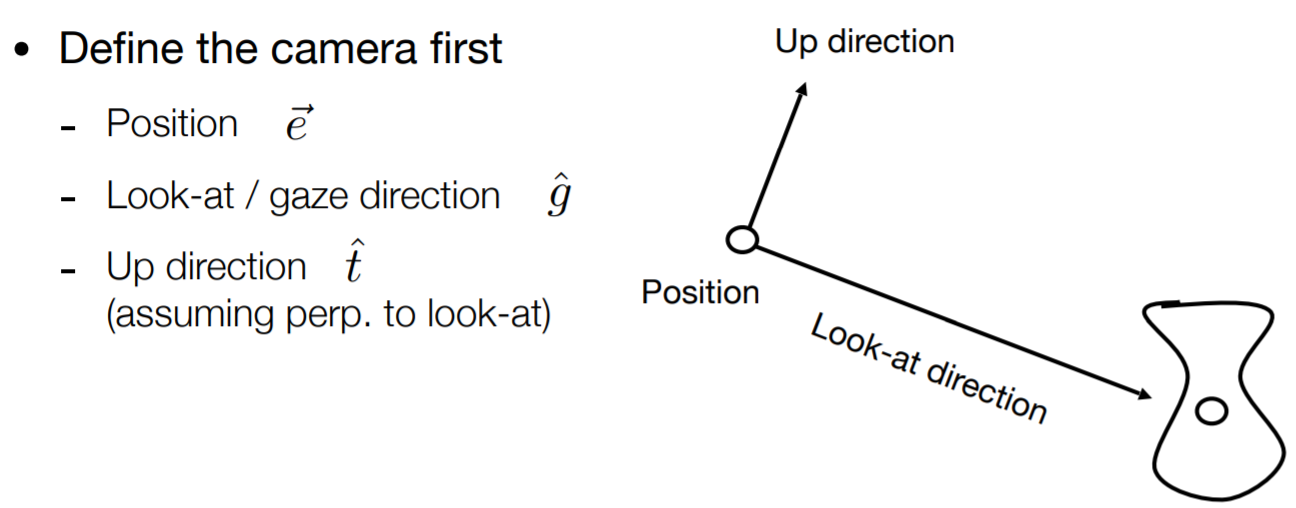 • Define the camera first
- Position \vec{e}
- Look-at / gaze direction \hat{g}
- Up direction \hat{t}
(assuming perp. to look-at)
Up direction
Position
Look-at direction